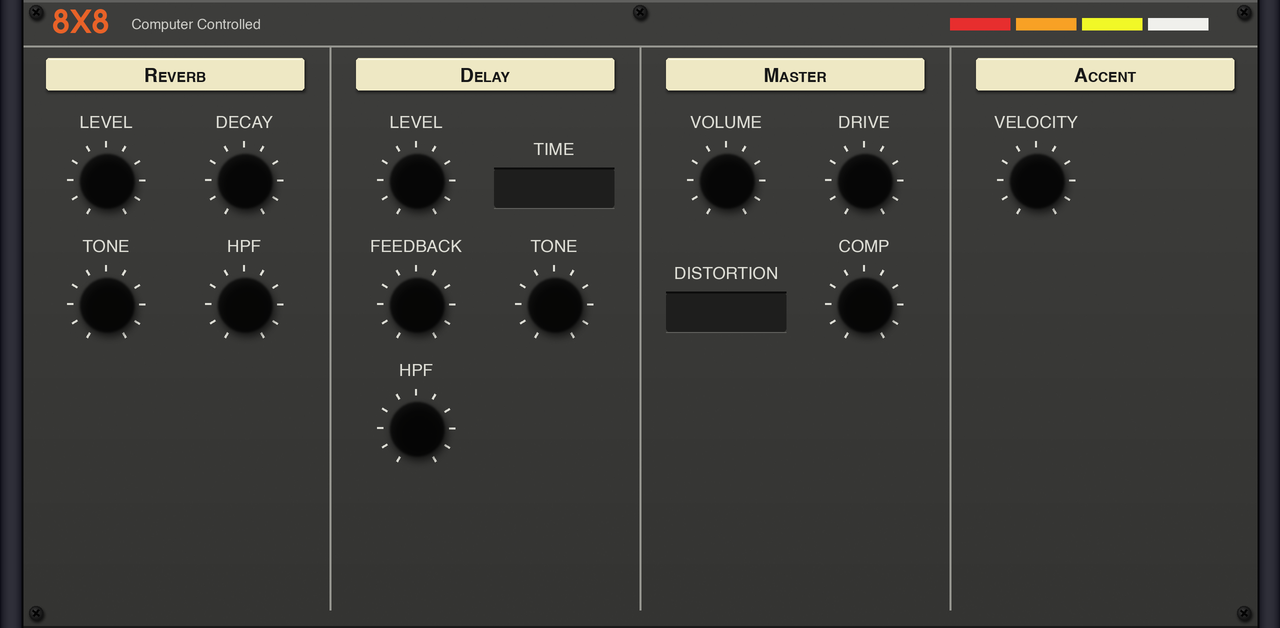 8X8 Computer Controlled
Reverb
LEVEL DECAY
TONE HPF
Delay
LEVEL
TIME
FEEDBACK TONE
HPF
Master
VOLUME DRIVE
DISTORTION COMP
Accent
VELOCITY